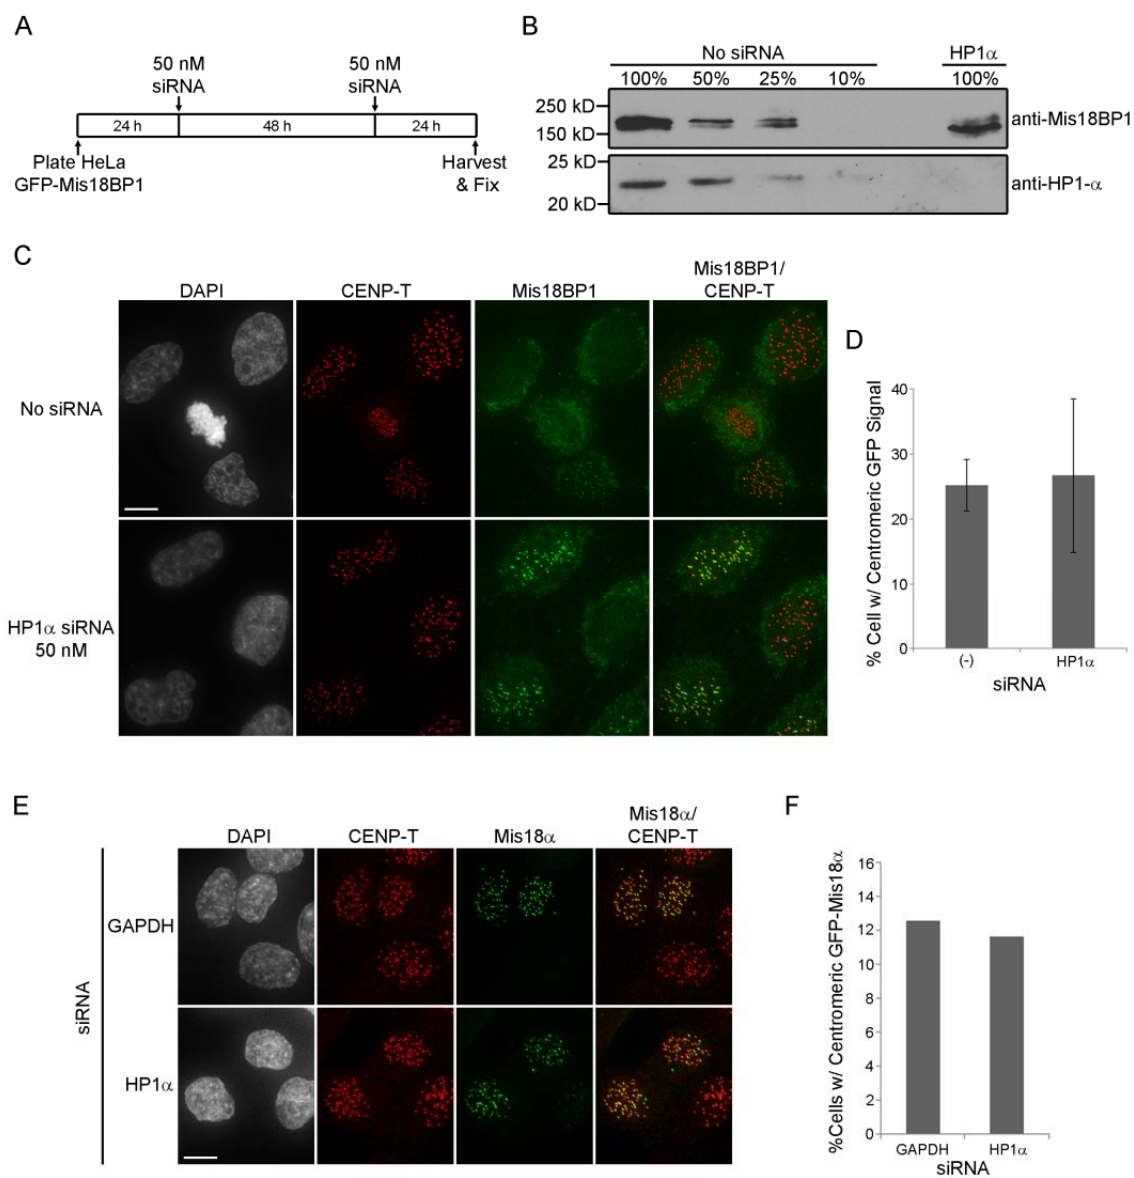 A
50 nM
siRNA
50 nM
siRNA
24 h
48 h
24 h
Plate HeLa
GFP-Mis18BP1
Harvest
& Fix
B
No siRNA
HP1α
100%
50%
25%
10%
100%
250 kD
150 kD
anti-Mis18BP1
25 kD
20 kD
anti-HP1-α
C
DAPI
CENP-T
Mis18BP1
Mis18BP1/
CENP-T
No siRNA
HP1α siRNA
50 nM
D
% Cell w/ Centromeric GFP Signal
40
30
20
10
0
(-)
HP1α
siRNA
E
DAPI
CENP-T
Mis18α
Mis18α/
CENP-T
siRNA
GAPDH
HP1α
F
%Cells w/ Centromeric GFP-Mis18α
16
14
12
10
8
6
4
2
0
GAPDH
HP1α
siRNA